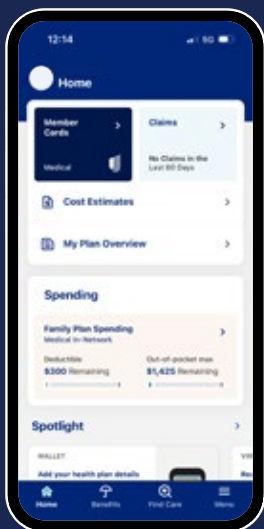 12:14
5G
Home
Member Cards
Medical
Claims
No Claims in the
Last 60 Days
Cost Estimates
My Plan Overview
Spending
Family Plan Spending
Medical In-Network
Deductible
$300 Remaining
Out-of-pocket max
$1,425 Remaining
Spotlight
WALLET
Add your health plan details
Home
Benefits
Find Care
Menu